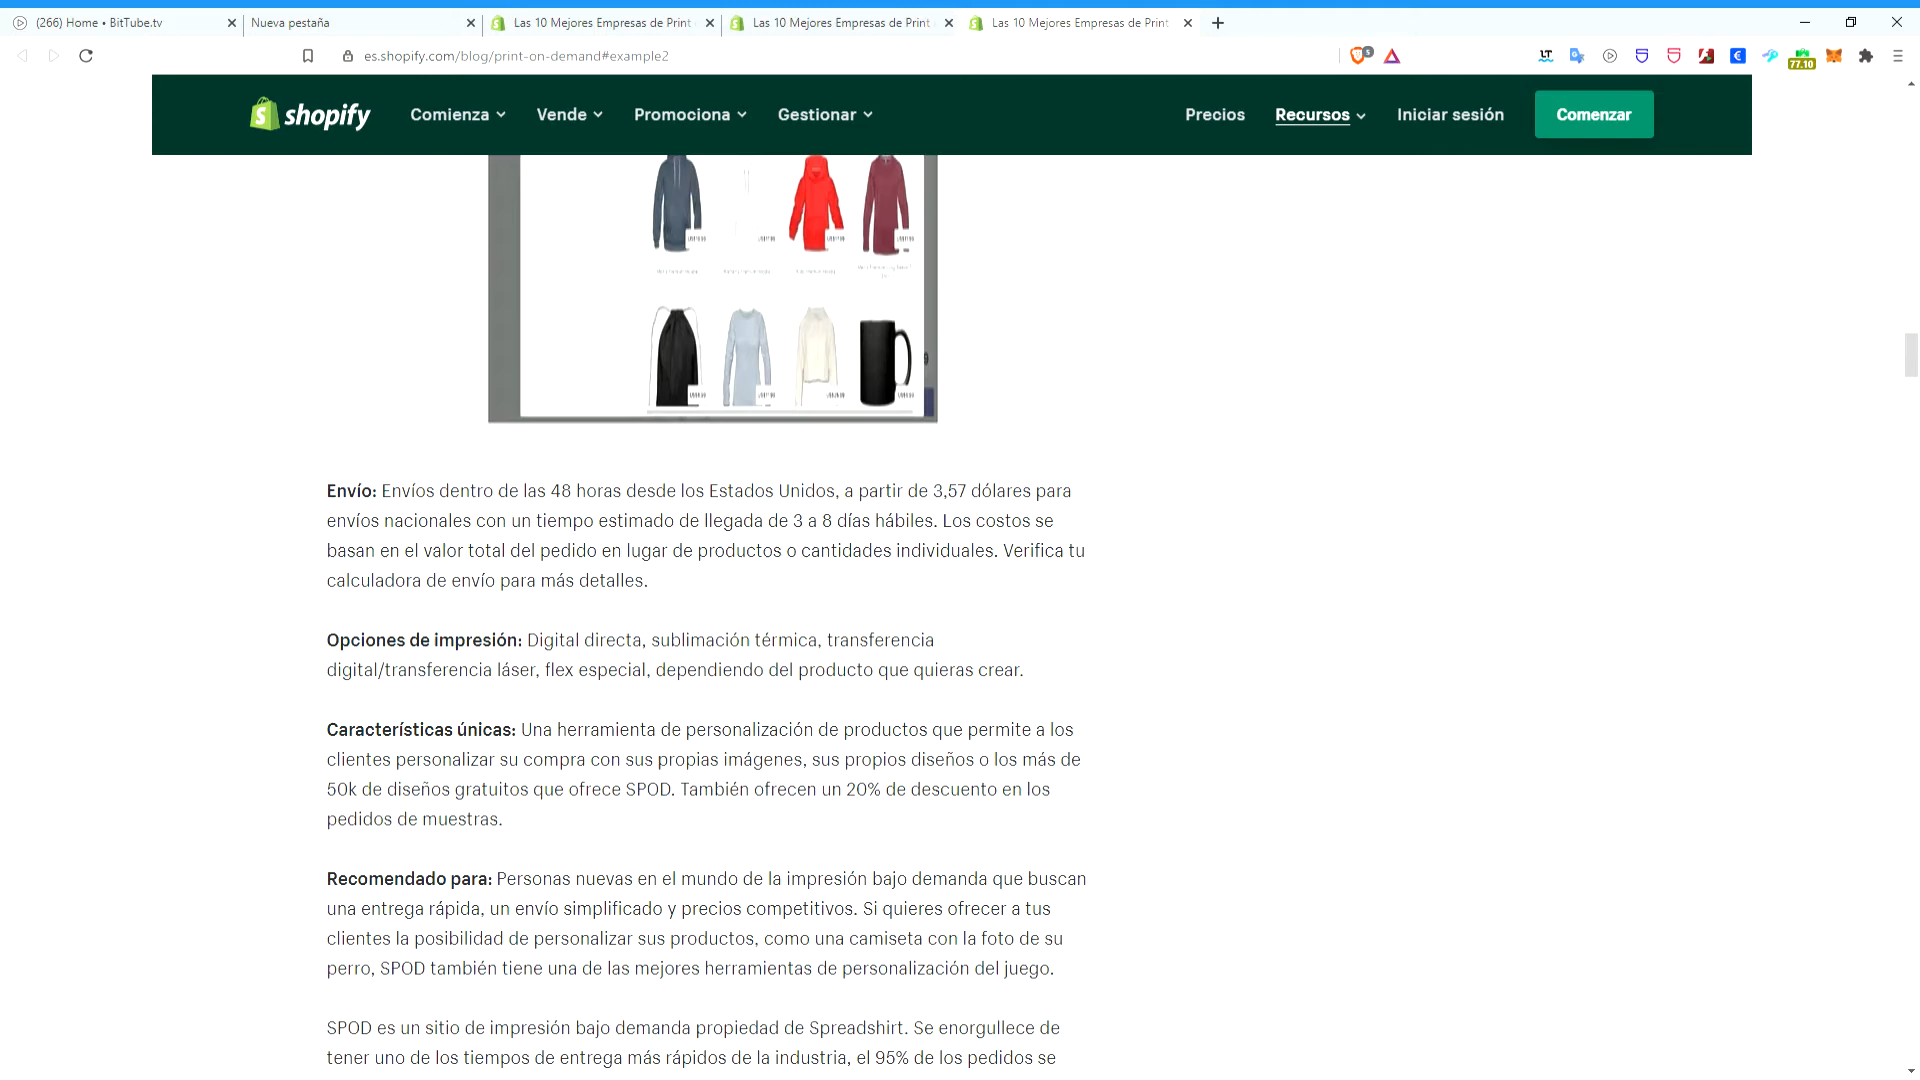 (266) Home • BitTube.tv
Nueva pestaña
Las 10 Mejores Empresas de Print
Las 10 Mejores Empresas de Print
Las 10 Mejores Empresas de Print
es.shopify.com/blog/print-on-demand#example2
77.10
shopify
Comienza
Vende
Promociona
Gestionar
Precios
Recursos
Iniciar sesión
Comenzar
Envío: Envíos dentro de las 48 horas desde los Estados Unidos, a partir de 3,57 dólares para
envíos nacionales con un tiempo estimado de llegada de 3 a 8 días hábiles. Los costos se
basan en el valor total del pedido en lugar de productos o cantidades individuales. Verifica tu
calculadora de envío para más detalles.
Opciones de impresión: Digital directa, sublimación térmica, transferencia
digital/transferencia láser, flex especial, dependiendo del producto que quieras crear.
Características únicas: Una herramienta de personalización de productos que permite a los
clientes personalizar su compra con sus propias imágenes, sus propios diseños o los más de
50k de diseños gratuitos que ofrece SPOD. También ofrecen un 20% de descuento en los
pedidos de muestras.
Recomendado para: Personas nuevas en el mundo de la impresión bajo demanda que buscan
una entrega rápida, un envío simplificado y precios competitivos. Si quieres ofrecer a tus
clientes la posibilidad de personalizar sus productos, como una camiseta con la foto de su
perro, SPOD también tiene una de las mejores herramientas de personalización del juego.
SPOD es un sitio de impresión bajo demanda propiedad de Spreadshirt. Se enorgullece de
tener uno de los tiempos de entrega más rápidos de la industria, el 95% de los pedidos se